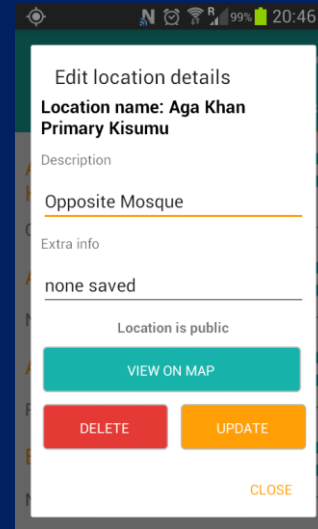 R 99% 20:46
Edit location details
Location name: Aga Khan
Primary Kisumu
Description
Opposite Mosque
Extra info
none saved
Location is public
VIEW ON MAP
DELETE UPDATE
CLOSE